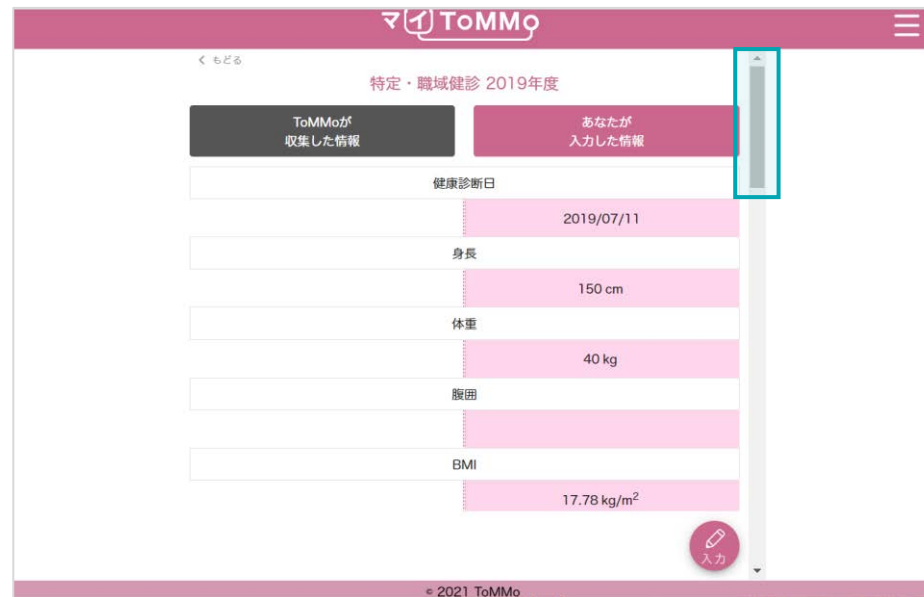 マイToMMo
もどる
特定・職域健診 2019年度
ToMMoが
収集した情報
あなたが
入力した情報
健康診断日
2019/07/11
身長
150 cm
体重
40 kg
腹囲
BMI
17.78 kg/m²
入力
© 2021 ToMMo